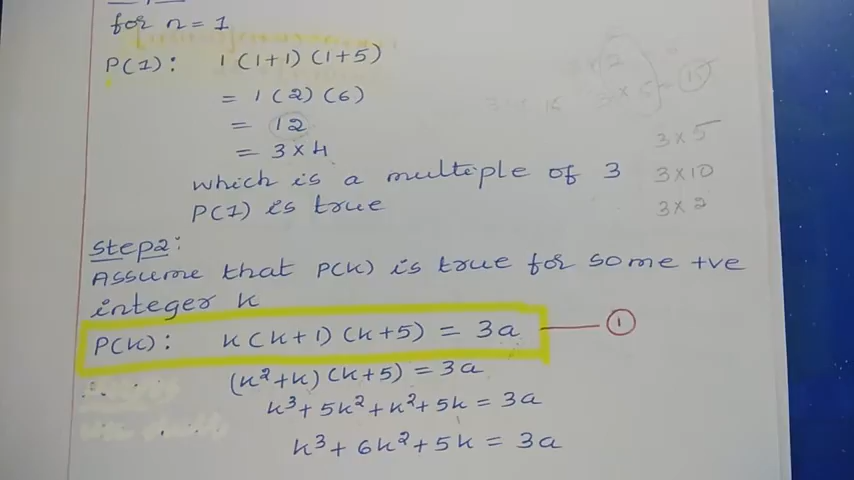 for n = 1
P(1): 1 (1+1) (1+5)
= 1 (2) (6)
= 12
= 3 × 4
which is a multiple of 3
P(1) is true
3 × 5
3 × 10
3 × 2
Step2:
Assume that P(k) is true for some +ve
integer k
P(k): k(k+1) (k+5) = 3a ①
(k²+k) (k+5) = 3a
k³ + 5k² + k² + 5k = 3a
k³ + 6k² + 5k = 3a